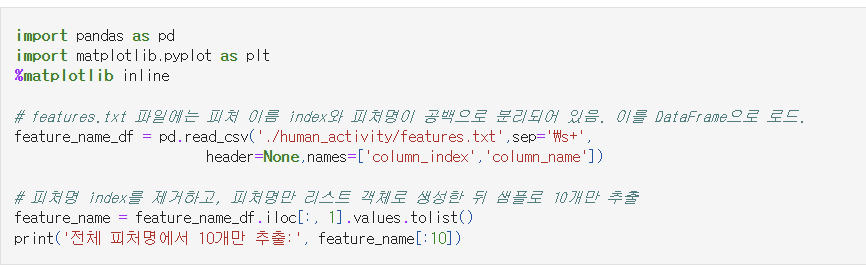 import pandas as pd
import matplotlib.pyplot as plt
%matplotlib inline
# features.txt 파일에는 피처 이름 index와 피처명이 공백으로 분리되어 있음. 이를 DataFrame으로 로드.
feature_name_df = pd.read_csv('./human_activity/features.txt',sep='₩s+',
header=None,names=['column_index','column_name'])
# 피처명 index를 제거하고, 피처명만 리스트 객체로 생성한 뒤 샘플로 10개만 추출
feature_name = feature_name_df.iloc[:, 1].values.tolist()
print('전체 피처명에서 10개만 추출:', feature_name[:10])